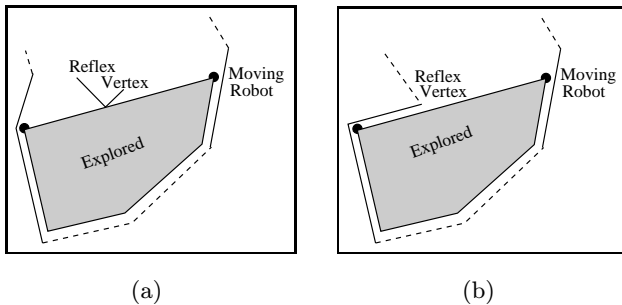 Reflex
Vertex
Moving
Robot
Explored
(a)
Reflex
Vertex
Moving
Robot
Explored
(b)